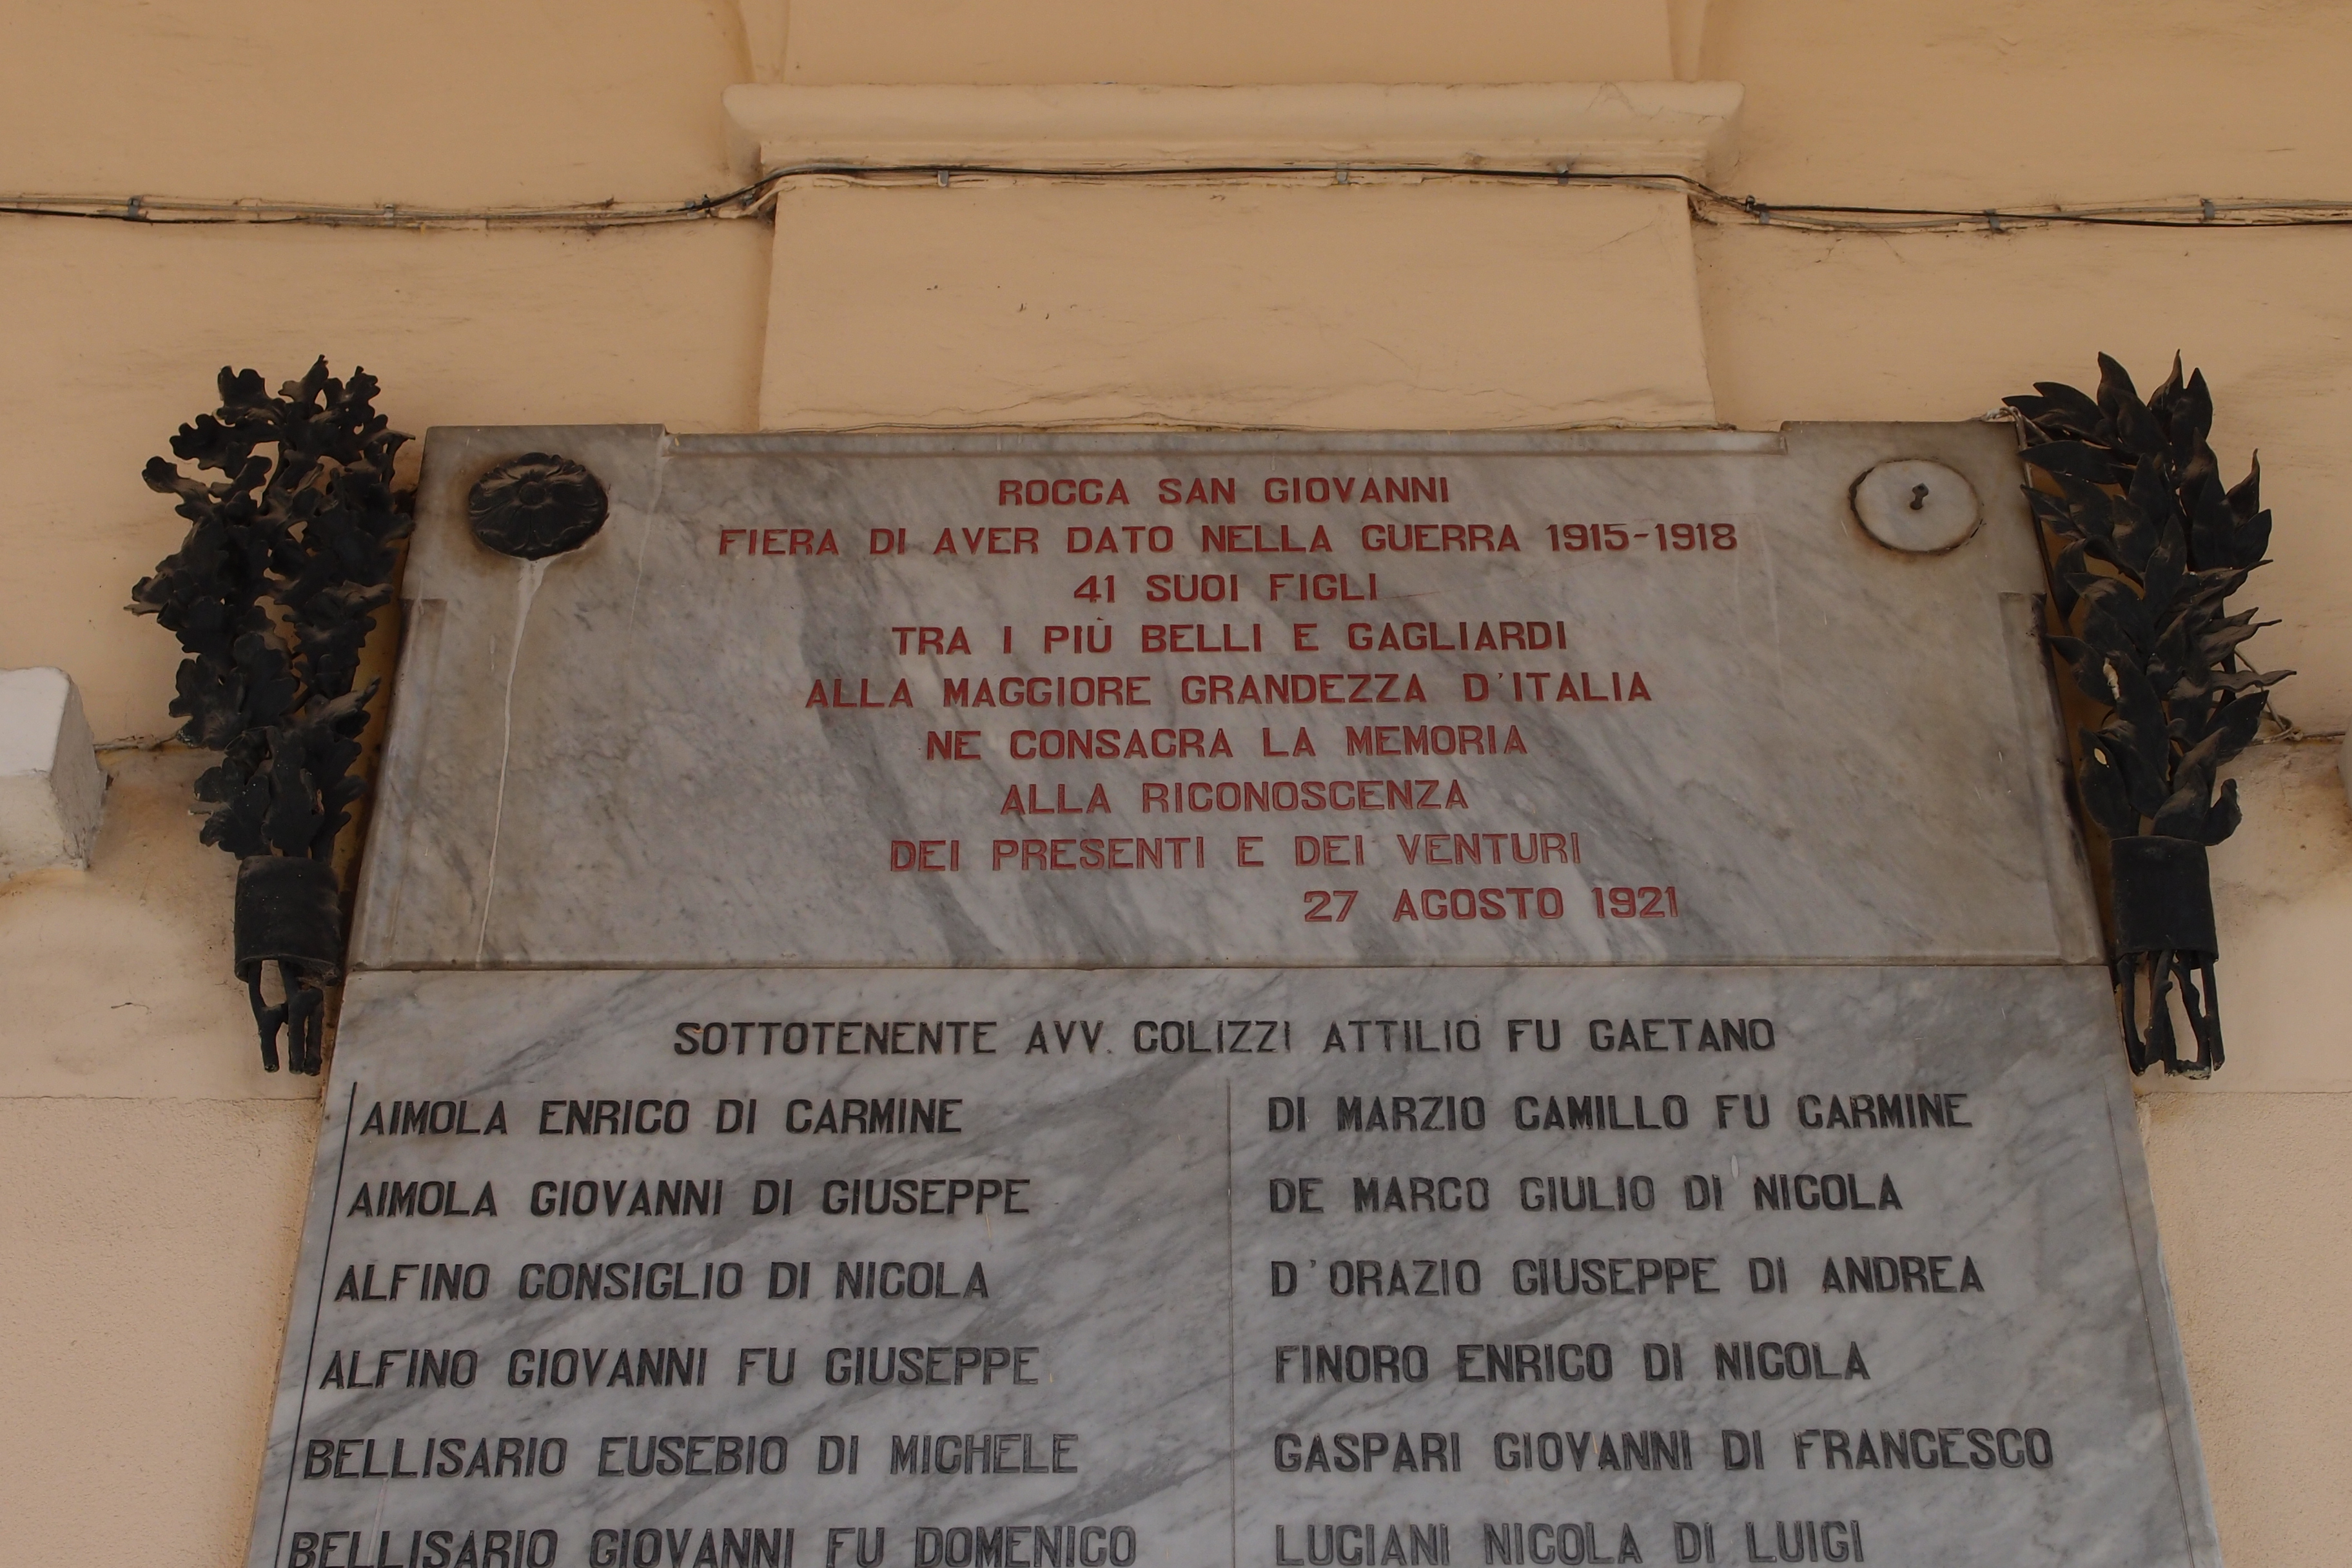 ROCCA SAN GIOVANNI
FIERA DI AVER DATO NELLA GUERRA 1915-1918
41 SUOI FIGLI
TRA I PIÙ BELLI E GAGLIARDI
ALLA MAGGIORE GRANDEZZA D'ITALIA
NE CONSACRA LA MEMORIA
ALLA RICONOSCENZA
DEI PRESENTI E DEI VENTURI
27 AGOSTO 1921
SOTTOTENENTE AVV. COLIZZI ATTILIO FU GAETANO
AIMOLA ENRICO DI CARMINE
AIMOLA GIOVANNI DI GIUSEPPE
ALFINO CONSIGLIO DI NICOLA
ALFINO GIOVANNI FU GIUSEPPE
BELLISARIO EUSEBIO DI MICHELE
BELLISARIO GIOVANNI FU DOMENICO
DI MARZIO CAMILLO FU CARMINE
DE MARCO GIULIO DI NICOLA
D'ORAZIO GIUSEPPE DI ANDREA
FINORO ENRICO DI NICOLA
GASPARI GIOVANNI DI FRANCESCO
LUCIANI NICOLA DI LUIGI